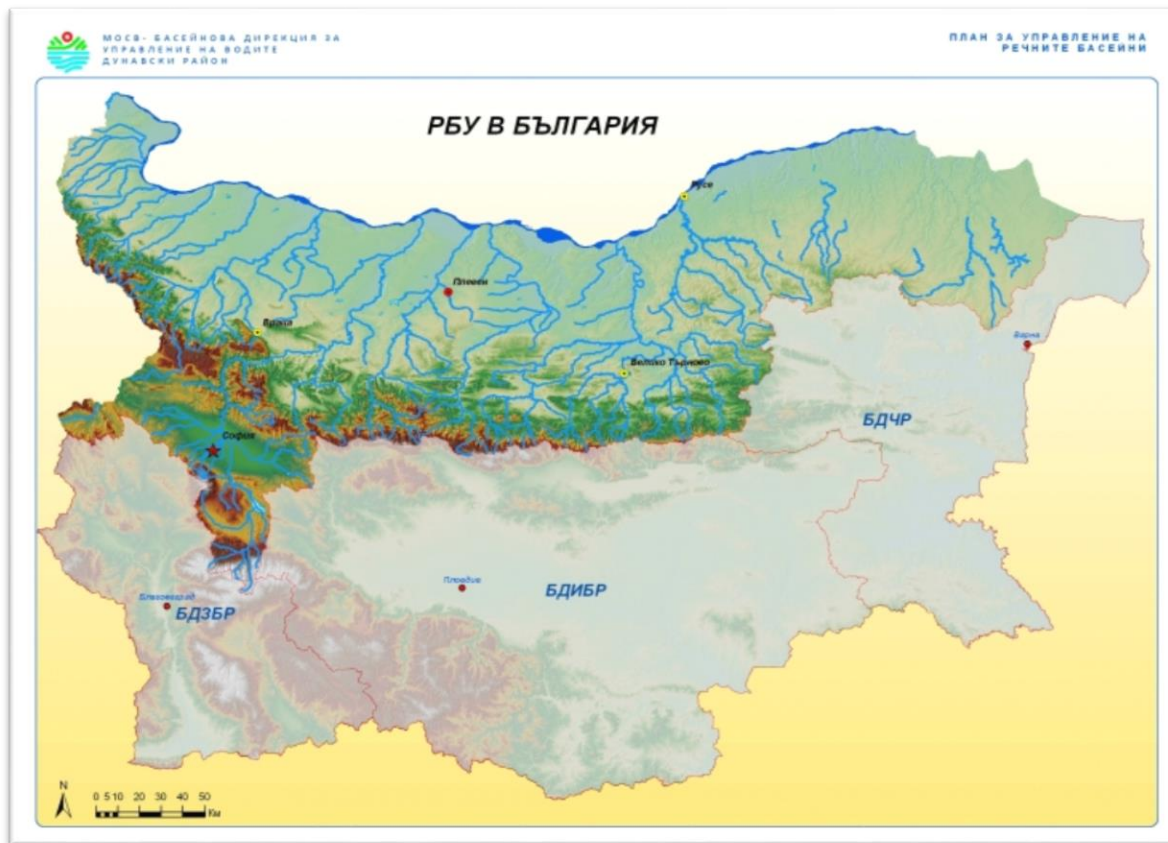 МОСВ- БАСЕЙНОВА ДИРЕКЦИЯ ЗА
УПРАВЛЕНИЕ НА ВОДИТЕ
ДУНАВСКИ РАЙОН
ПЛАН ЗА УПРАВЛЕНИЕ НА
РЕЧНИТЕ БАСЕЙНИ
РБУ В БЪЛГАРИЯ
Русе
Плевен
Враца
Варна
Велико Търново
БДЧР
София
Пловдив
БДИБР
Благоевград
БДЗБР
N
0 5 10 20 30 40 50
Км